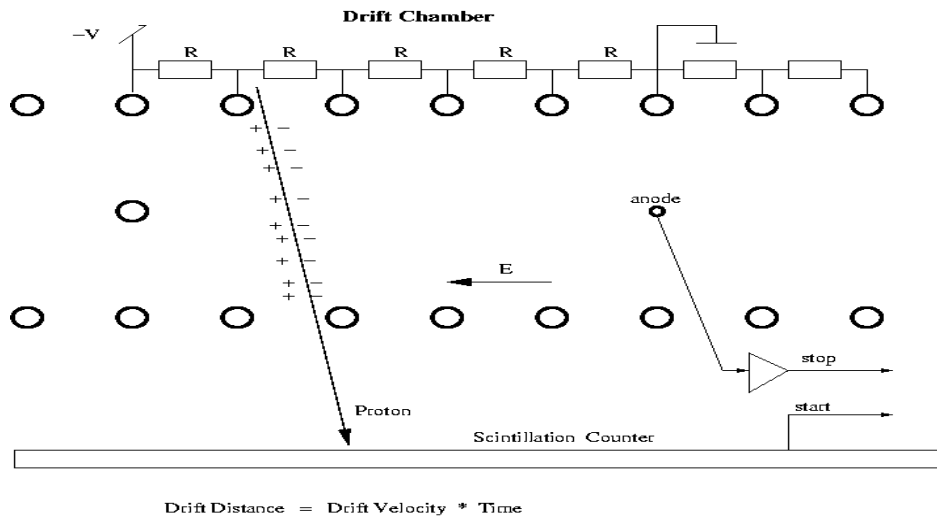 Drift Chamber
−V
R R R R R
+ −
+ −
+ −
+ −
+ −
+ −
+ −
+ −
+ −
anode
E
stop
start
Proton
Scintillation Counter
Drift Distance = Drift Velocity * Time